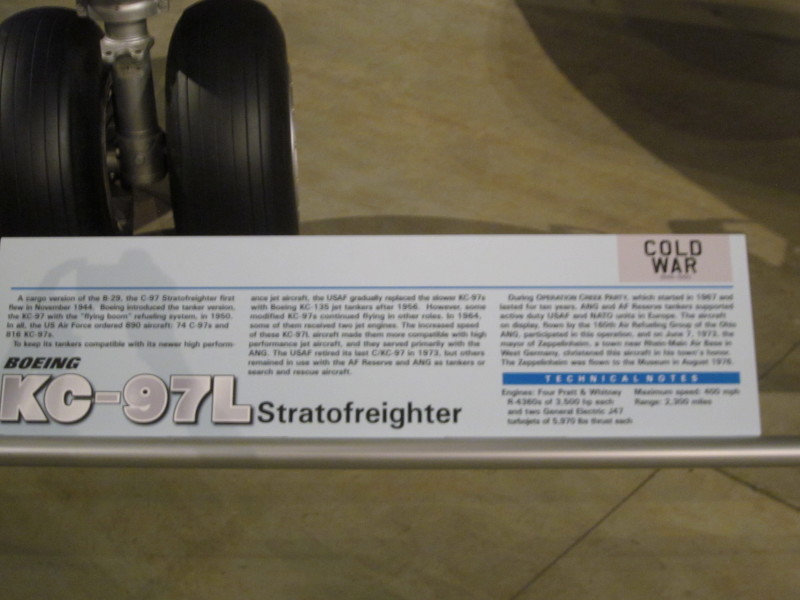 COLD
WAR
A cargo version of the B-29, the C-97 Stratofreighter first
flew in November 1944. Boeing introduced the tanker version,
the KC-97 with the "flying boom" refueling system, in 1950.
In all, the US Air Force ordered 890 aircraft: 74 C-97s and
816 KC-97s.
To keep its tankers compatible with its newer high perform-
ance jet aircraft, the USAF gradually replaced the slower KC-97s
with Boeing KC-135 jet tankers after 1956. However, some
modified KC-97s continued flying in other roles. In 1964,
some of them received two jet engines. The increased speed
of these KC-97L aircraft made them more compatible with high
performance jet aircraft, and they served primarily with the
ANG. The USAF retired its last C/KC-97 in 1973, but others
remained in use with the AF Reserve and ANG as tankers or
search and rescue aircraft.
During OPERATION CREEK PARTY, which started in 1967 and
lasted for ten years, ANG and AF Reserve tankers supported
active duty USAF and NATO units in Europe. The aircraft
on display, flown by the 160th Air Refueling Group of the Ohio
ANG, participated in this operation, and on June 7, 1973, the
mayor of Zeppelinheim, a town near Rhein-Main Air Base in
West Germany, christened this aircraft in his town's honor.
The Zeppelinheim was flown to the Museum in August 1976.
TECHNICAL NOTES
Engines: Four Pratt & Whitney
R-4360s of 3,500 hp each
and two General Electric J47
turbojets of 5,970 lbs thrust each
Maximum speed: 400 mph
Range: 2,300 miles
BOEING
KC-97L Stratofreighter